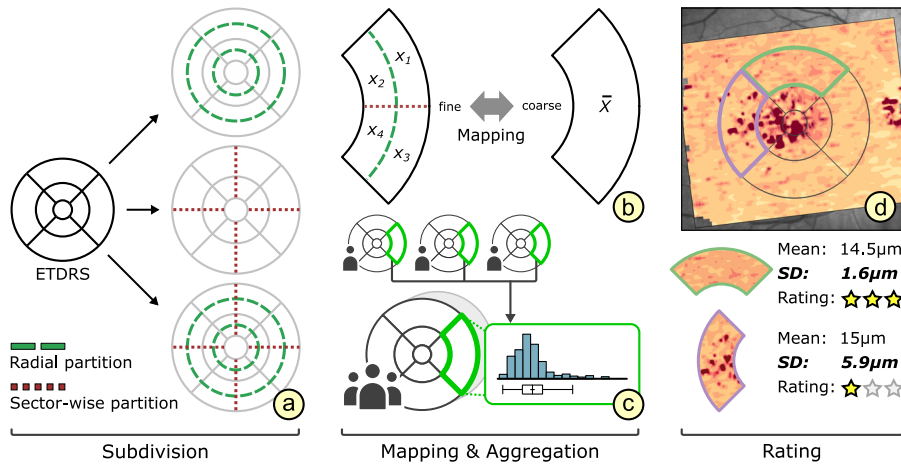 ETDRS
Radial partition
Sector-wise partition
a
Subdivision
x1
x2
x4
x3
fine
coarse
Mapping
X̄
b
c
Mapping & Aggregation
d
Mean: 14.5µm
SD: 1.6µm
Rating:
Mean: 15µm
SD: 5.9µm
Rating:
Rating